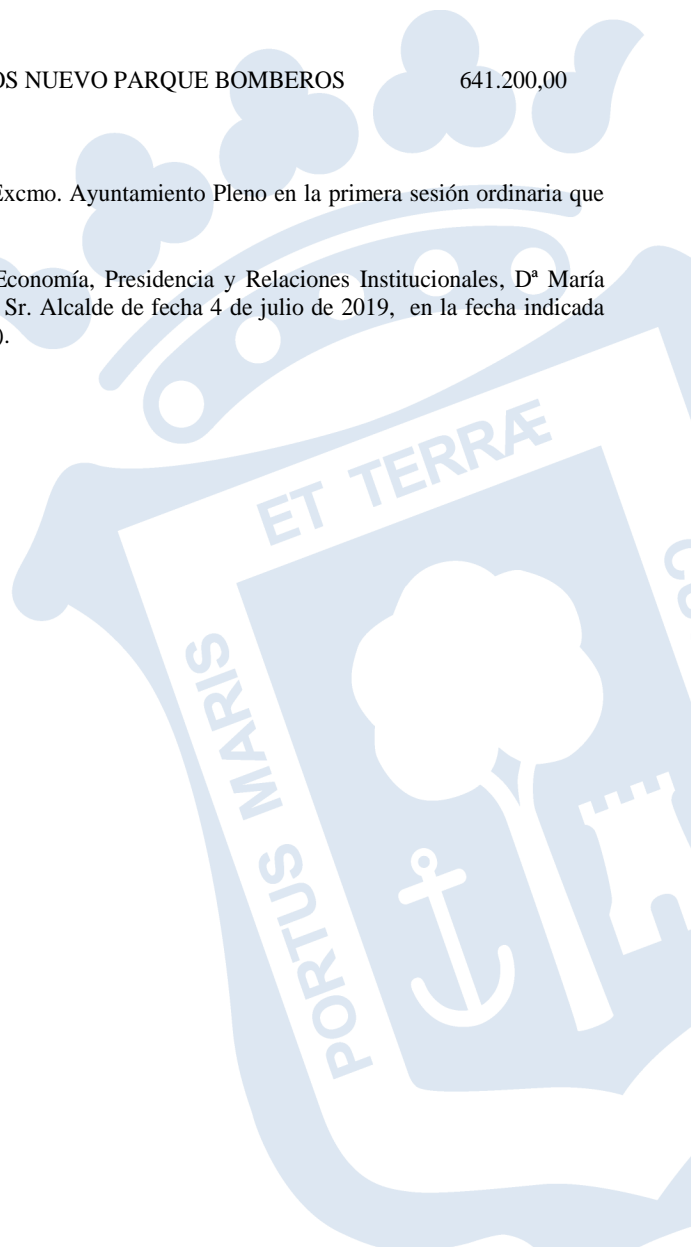 OS NUEVO PARQUE BOMBEROS 641.200,00
Excmo. Ayuntamiento Pleno en la primera sesión ordinaria que
Economía, Presidencia y Relaciones Institucionales, Dª María
Sr. Alcalde de fecha 4 de julio de 2019, en la fecha indicada
).
ET TERRÆ
PORTUS MARIS